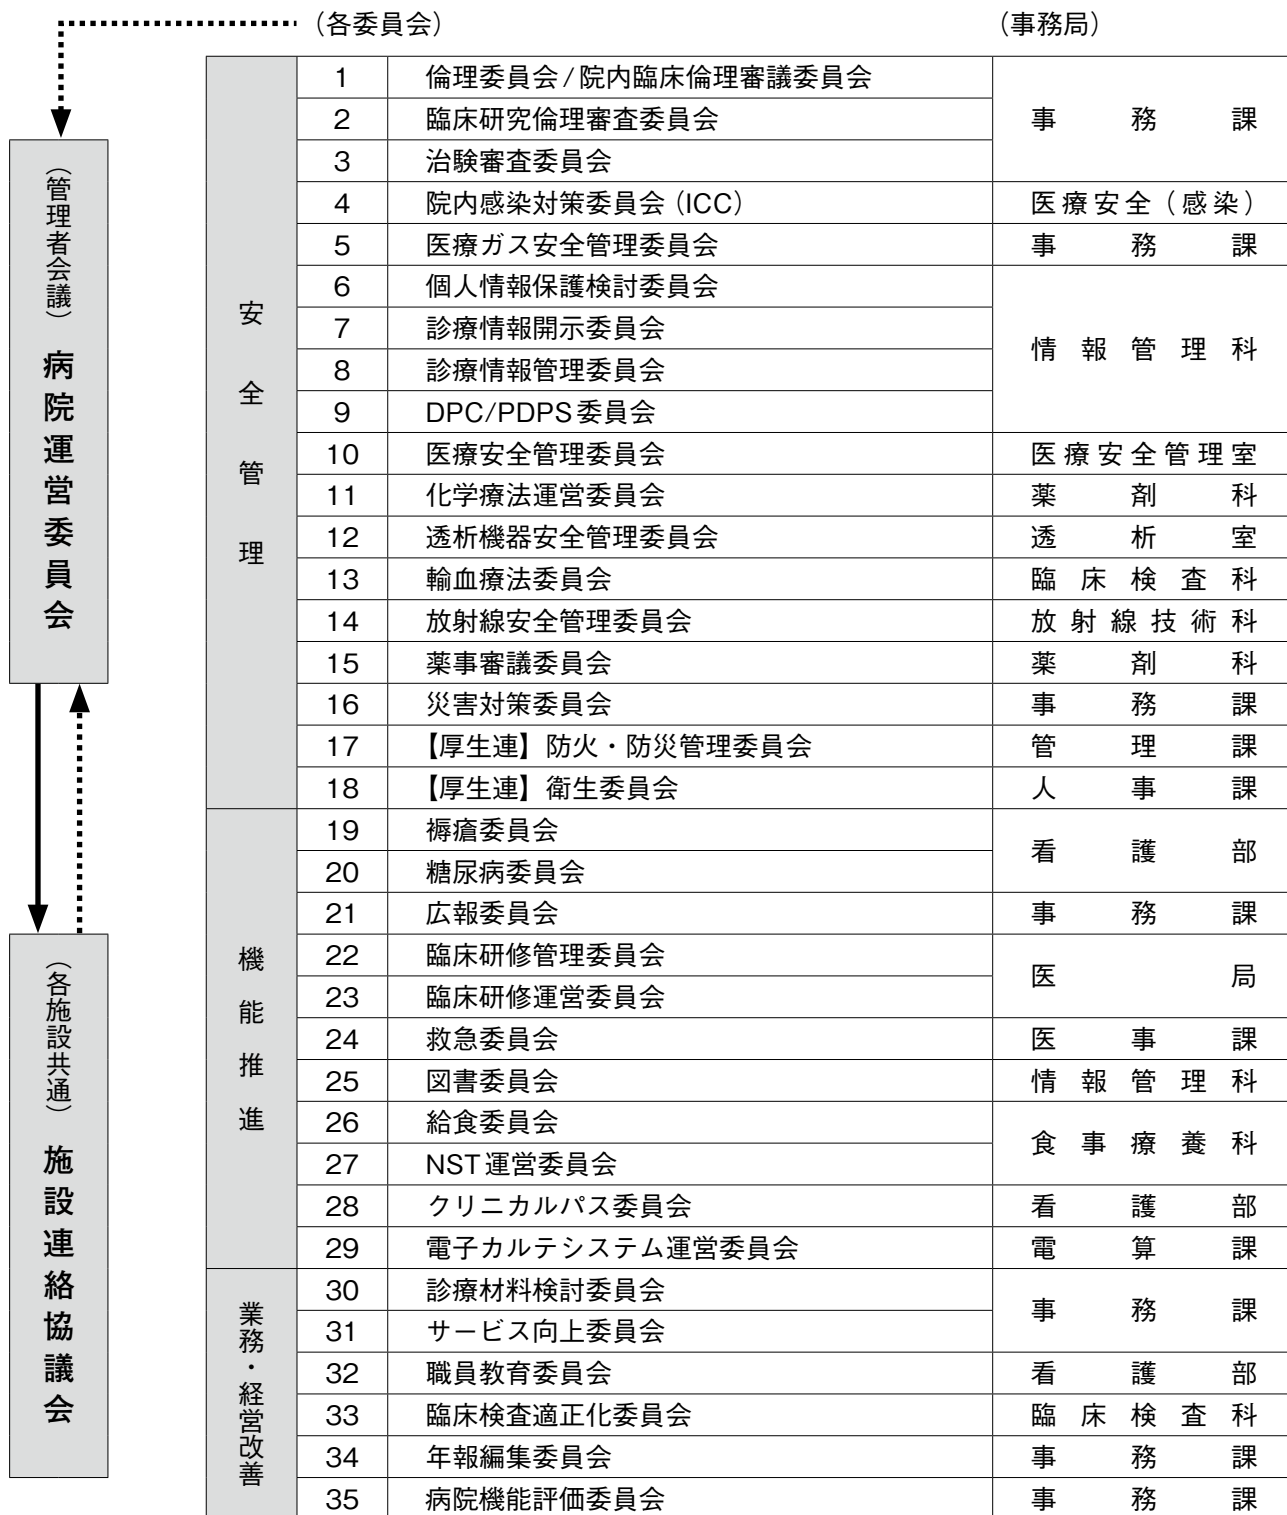 （各委員会）　（事務局）
（管理者会議）　病院運営委員会
（各施設共通）　施設連絡協議会
安全管理
1　倫理委員会/院内臨床倫理審議委員会　事務課
2　臨床研究倫理審査委員会
3　治験審査委員会
4　院内感染対策委員会（ICC）　医療安全（感染）
5　医療ガス安全管理委員会　事務課
6　個人情報保護検討委員会　情報管理科
7　診療情報開示委員会
8　診療情報管理委員会
9　DPC/PDPS委員会
10　医療安全管理委員会　医療安全管理室
11　化学療法運営委員会　薬剤科
12　透析機器安全管理委員会　透析室
13　輸血療法委員会　臨床検査科
14　放射線安全管理委員会　放射線技術科
15　薬事審議委員会　薬剤科
16　災害対策委員会　事務課
17　【厚生連】防火・防災管理委員会　管理課
18　【厚生連】衛生委員会　人事課
機能推進
19　褥瘡委員会　看護部
20　糖尿病委員会
21　広報委員会　事務課
22　臨床研修管理委員会　医局
23　臨床研修運営委員会
24　救急委員会　医事課
25　図書委員会　情報管理科
26　給食委員会　食事療養科
27　NST運営委員会
28　クリニカルパス委員会　看護部
29　電子カルテシステム運営委員会　電算課
業務・経営改善
30　診療材料検討委員会　事務課
31　サービス向上委員会
32　職員教育委員会　看護部
33　臨床検査適正化委員会　臨床検査科
34　年報編集委員会　事務課
35　病院機能評価委員会　事務課